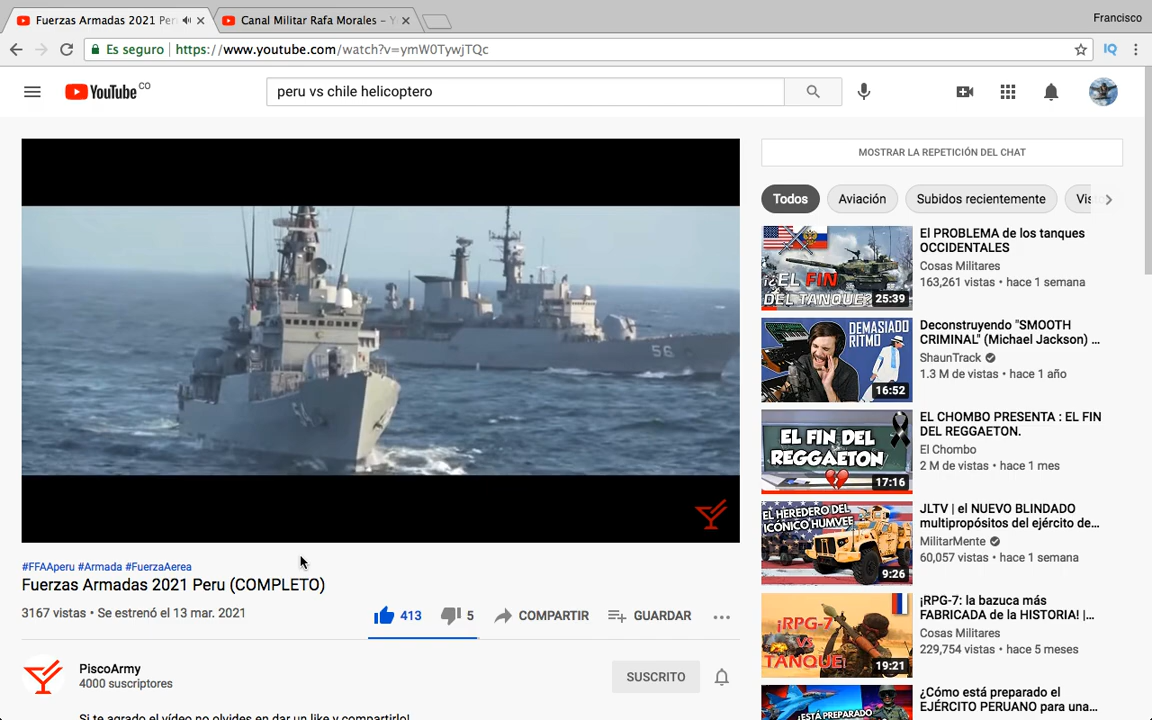 Fuerzas Armadas 2021 Per
Canal Militar Rafa Morales – Y
Francisco
Es seguro
https://www.youtube.com/watch?v=ymW0TywjTQc
IQ
YouTube CO
peru vs chile helicoptero
MOSTRAR LA REPETICIÓN DEL CHAT
Todos
Aviación
Subidos recientemente
Vis
56
¿¡EL FIN
DEL TANQUE?
25:39
El PROBLEMA de los tanques
OCCIDENTALES
Cosas Militares
163,261 vistas • hace 1 semana
DEMASIADO
RITMO
16:52
Deconstruyendo "SMOOTH
CRIMINAL" (Michael Jackson) ...
ShaunTrack
1.3 M de vistas • hace 1 año
EL FIN DEL
REGGAETON
17:16
EL CHOMBO PRESENTA : EL FIN
DEL REGGAETON.
El Chombo
2 M de vistas • hace 1 mes
EL HEREDERO DEL
ICÓNICO HUMVEE
9:26
JLTV | el NUEVO BLINDADO
multipropósitos del ejército de...
MilitarMente
60,057 vistas • hace 1 semana
¡RPG-7
VS
TANQUE!
19:21
¡RPG-7: la bazuca más
FABRICADA de la HISTORIA! |...
Cosas Militares
229,754 vistas • hace 5 meses
¿ESTÁ PREPARADO
¿Cómo está preparado el
EJÉRCITO PERUANO para una...
#FFAAperu #Armada #FuerzaAerea
Fuerzas Armadas 2021 Peru (COMPLETO)
3167 vistas • Se estrenó el 13 mar. 2021
413
5
COMPARTIR
GUARDAR
PiscoArmy
4000 suscriptores
SUSCRITO
Si te agrado el vídeo no olvides en dar un like y compartirlo!